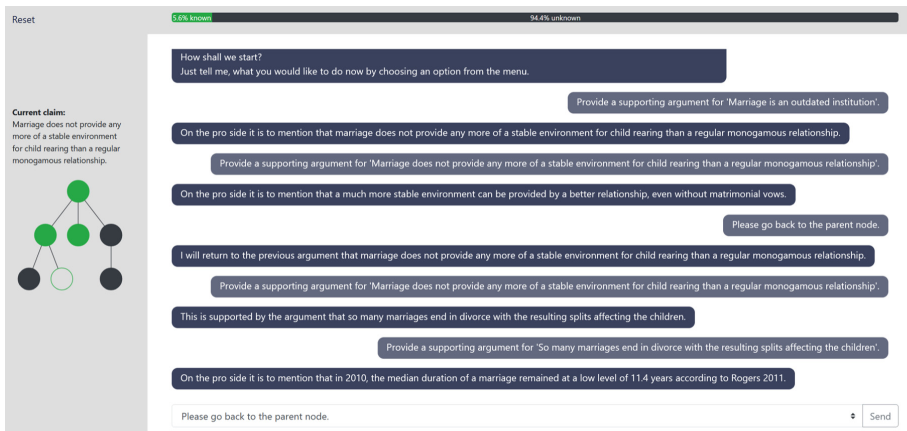 Reset
5.6% known
94.4% unknown
How shall we start?
Just tell me, what you would like to do now by choosing an option from the menu.
Provide a supporting argument for 'Marriage is an outdated institution'.
Current claim:
Marriage does not provide any
more of a stable environment
for child rearing than a regular
monogamous relationship.
On the pro side it is to mention that marriage does not provide any more of a stable environment for child rearing than a regular monogamous relationship.
Provide a supporting argument for 'Marriage does not provide any more of a stable environment for child rearing than a regular monogamous relationship'.
On the pro side it is to mention that a much more stable environment can be provided by a better relationship, even without matrimonial vows.
Please go back to the parent node.
I will return to the previous argument that marriage does not provide any more of a stable environment for child rearing than a regular monogamous relationship.
Provide a supporting argument for 'Marriage does not provide any more of a stable environment for child rearing than a regular monogamous relationship'.
This is supported by the argument that so many marriages end in divorce with the resulting splits affecting the children.
Provide a supporting argument for 'So many marriages end in divorce with the resulting splits affecting the children'.
On the pro side it is to mention that in 2010, the median duration of a marriage remained at a low level of 11.4 years according to Rogers 2011.
Please go back to the parent node.
Send